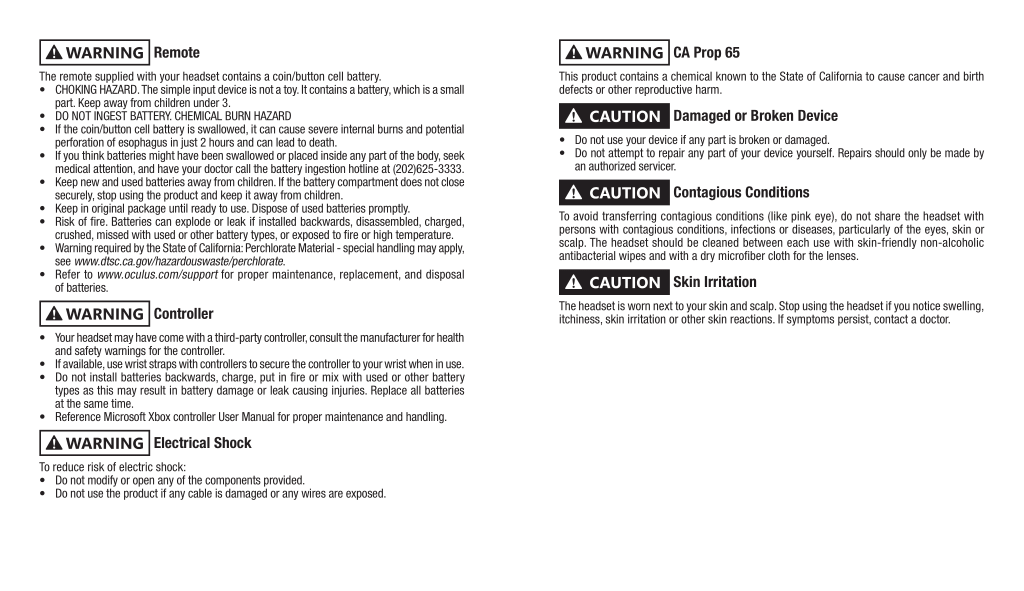 WARNING Remote
The remote supplied with your headset contains a coin/button cell battery.
• CHOKING HAZARD. The simple input device is not a toy. It contains a battery, which is a small
part. Keep away from children under 3.
• DO NOT INGEST BATTERY. CHEMICAL BURN HAZARD
• If the coin/button cell battery is swallowed, it can cause severe internal burns and potential
perforation of esophagus in just 2 hours and can lead to death.
• If you think batteries might have been swallowed or placed inside any part of the body, seek
medical attention, and have your doctor call the battery ingestion hotline at (202)625-3333.
• Keep new and used batteries away from children. If the battery compartment does not close
securely, stop using the product and keep it away from children.
• Keep in original package until ready to use. Dispose of used batteries promptly.
• Risk of fire. Batteries can explode or leak if installed backwards, disassembled, charged,
crushed, missed with used or other battery types, or exposed to fire or high temperature.
• Warning required by the State of California: Perchlorate Material - special handling may apply,
see www.dtsc.ca.gov/hazardouswaste/perchlorate.
• Refer to www.oculus.com/support for proper maintenance, replacement, and disposal
of batteries.
WARNING Controller
• Your headset may have come with a third-party controller, consult the manufacturer for health
and safety warnings for the controller.
• If available, use wrist straps with controllers to secure the controller to your wrist when in use.
• Do not install batteries backwards, charge, put in fire or mix with used or other battery
types as this may result in battery damage or leak causing injuries. Replace all batteries
at the same time.
• Reference Microsoft Xbox controller User Manual for proper maintenance and handling.
WARNING Electrical Shock
To reduce risk of electric shock:
• Do not modify or open any of the components provided.
• Do not use the product if any cable is damaged or any wires are exposed.
WARNING CA Prop 65
This product contains a chemical known to the State of California to cause cancer and birth
defects or other reproductive harm.
CAUTION Damaged or Broken Device
• Do not use your device if any part is broken or damaged.
• Do not attempt to repair any part of your device yourself. Repairs should only be made by
an authorized servicer.
CAUTION Contagious Conditions
To avoid transferring contagious conditions (like pink eye), do not share the headset with
persons with contagious conditions, infections or diseases, particularly of the eyes, skin or
scalp. The headset should be cleaned between each use with skin-friendly non-alcoholic
antibacterial wipes and with a dry microfiber cloth for the lenses.
CAUTION Skin Irritation
The headset is worn next to your skin and scalp. Stop using the headset if you notice swelling,
itchiness, skin irritation or other skin reactions. If symptoms persist, contact a doctor.